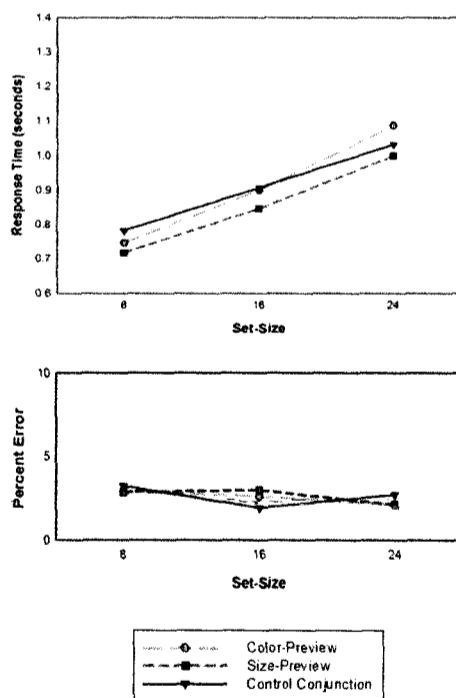 1.4
1.3
1.2
1.1
1.0
0.9
0.8
0.7
0.6
Response Time (seconds)
8 16 24
Set-Size
10
5
0
Percent Error
8 16 24
Set-Size
Color-Preview
Size-Preview
Control Conjunction